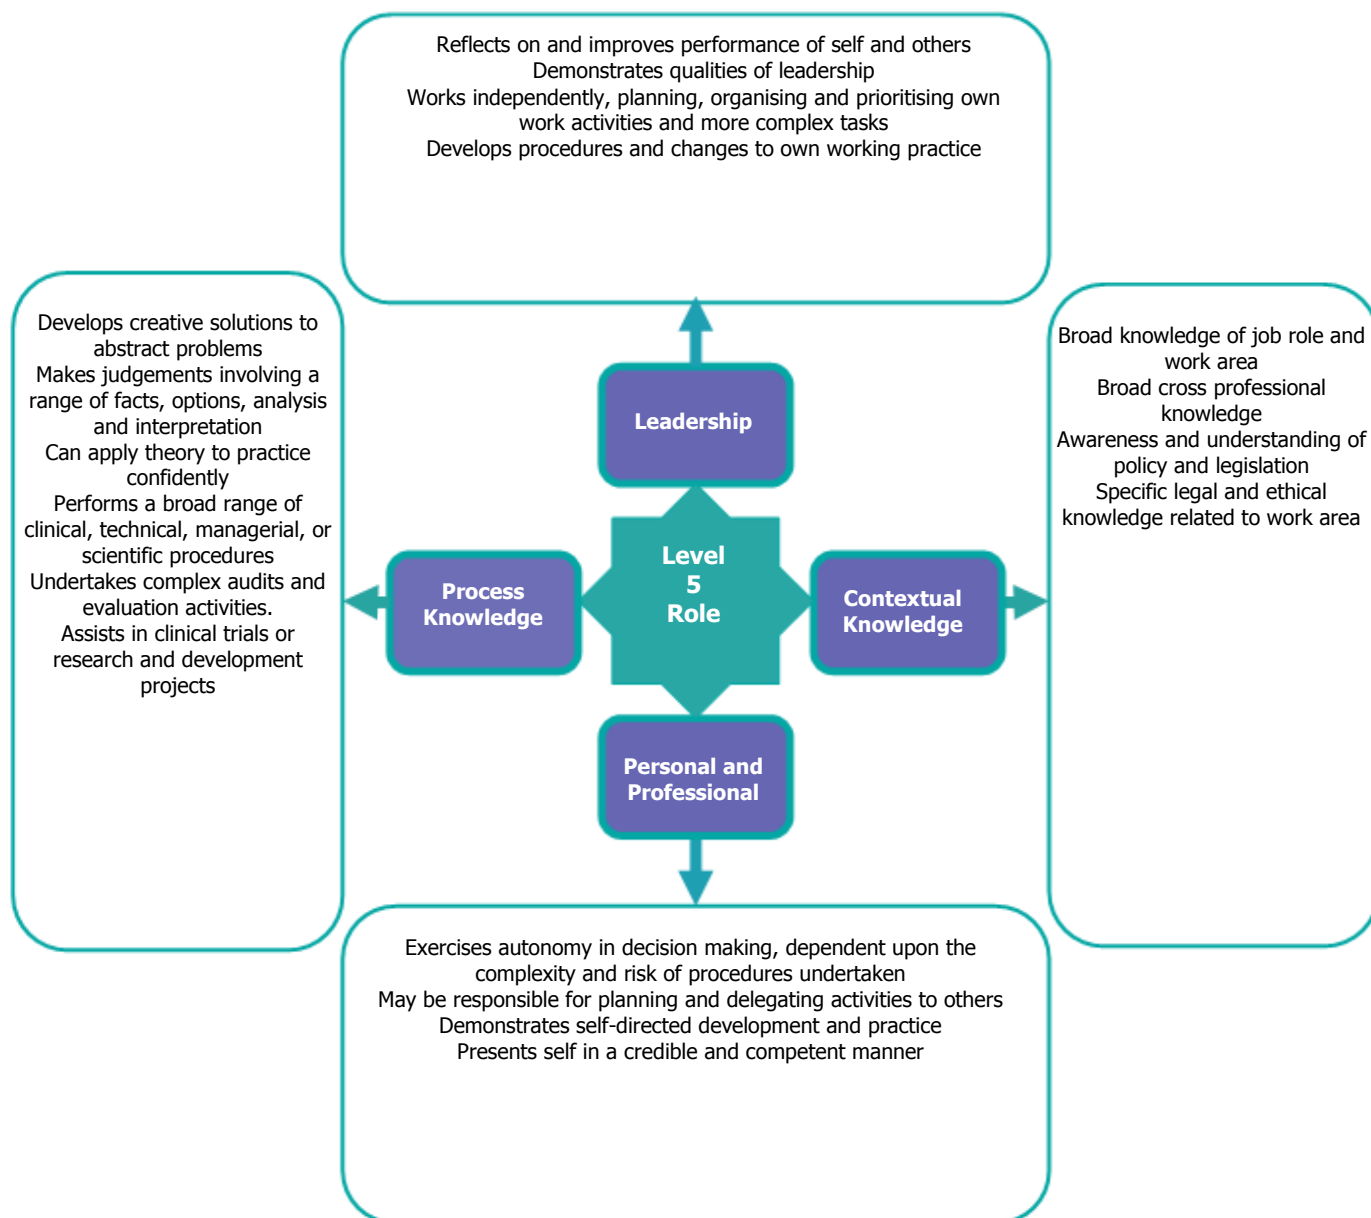 Reflects on and improves performance of self and others
Demonstrates qualities of leadership
Works independently, planning, organising and prioritising own
work activities and more complex tasks
Develops procedures and changes to own working practice
Develops creative solutions to
abstract problems
Makes judgements involving a
range of facts, options, analysis
and interpretation
Can apply theory to practice
confidently
Performs a broad range of
clinical, technical, managerial, or
scientific procedures
Undertakes complex audits and
evaluation activities.
Assists in clinical trials or
research and development
projects
Leadership
Process
Knowledge
Level
5
Role
Contextual
Knowledge
Personal and
Professional
Broad knowledge of job role and
work area
Broad cross professional
knowledge
Awareness and understanding of
policy and legislation
Specific legal and ethical
knowledge related to work area
Exercises autonomy in decision making, dependent upon the
complexity and risk of procedures undertaken
May be responsible for planning and delegating activities to others
Demonstrates self-directed development and practice
Presents self in a credible and competent manner